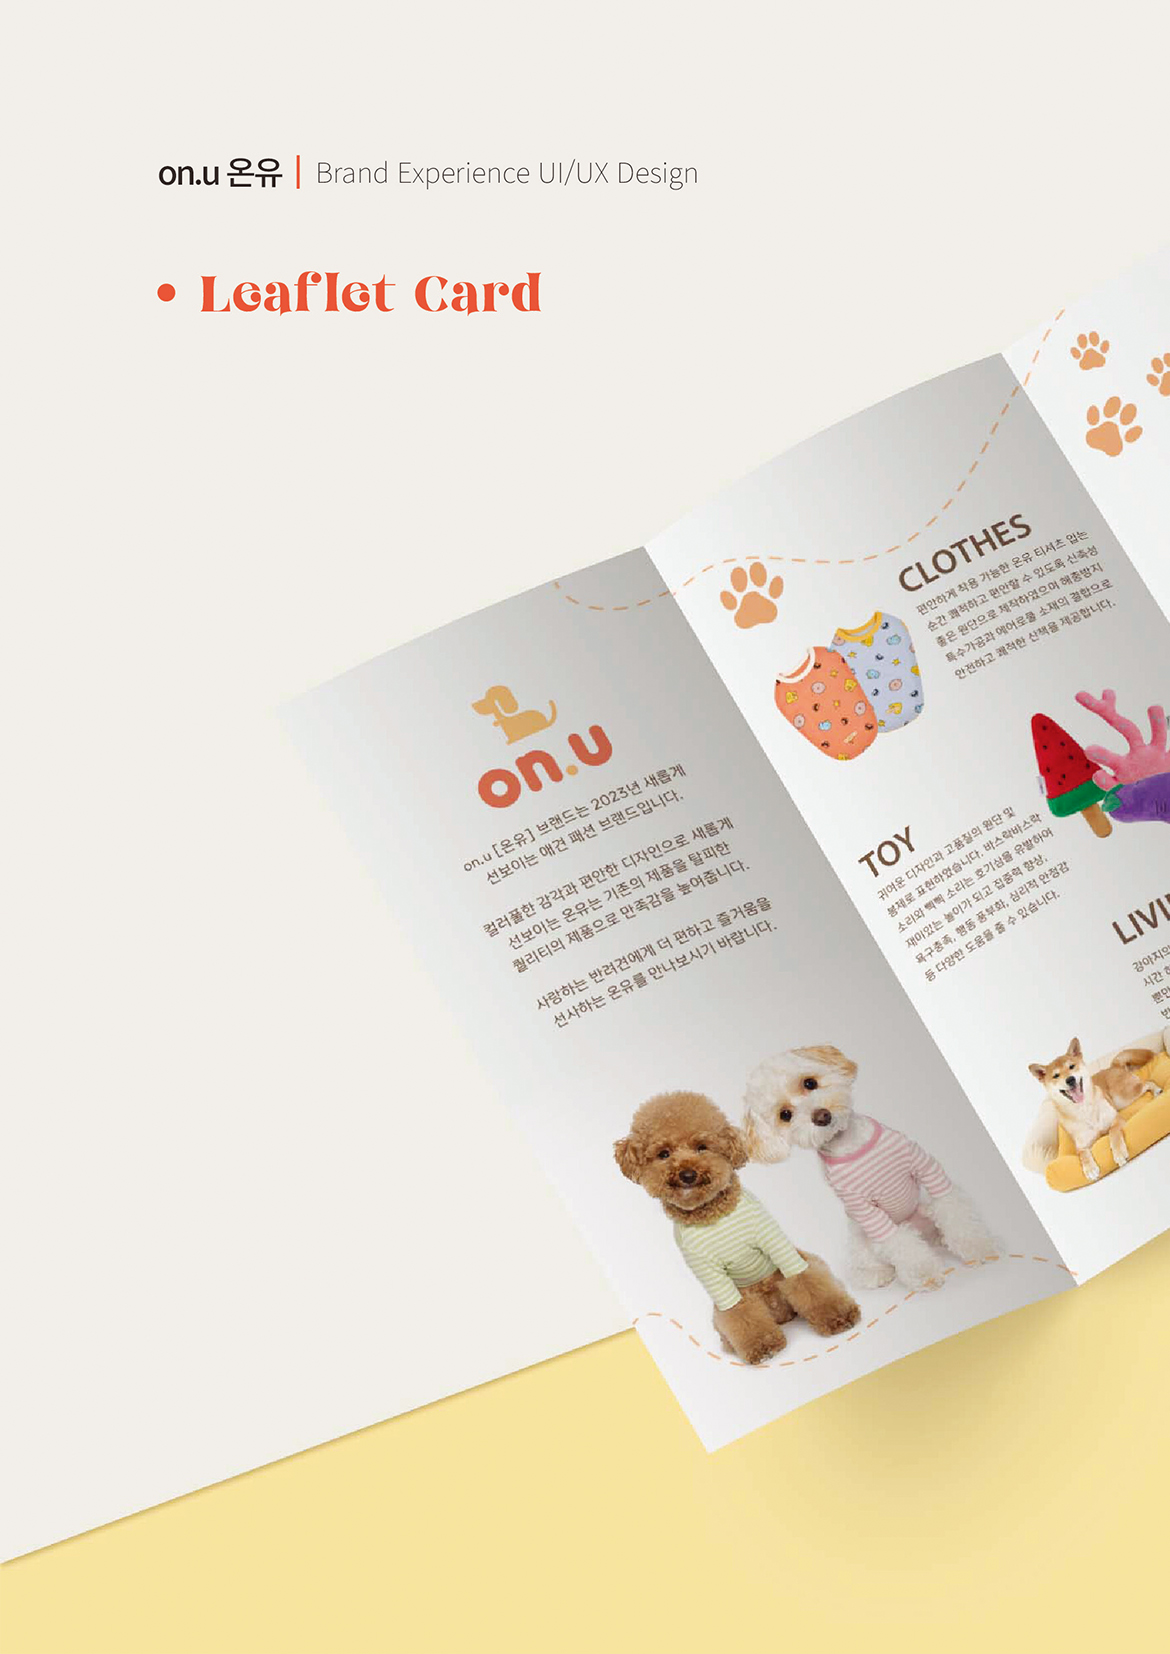 on.u 온유 | Brand Experience UI/UX Design
• Leaflet Card
on.u
on.u [온유] 브랜드는 2023년 새롭게
선보이는 애견 패션 브랜드입니다.
컬러풀한 감각과 편안한 디자인으로 새롭게
선보이는 온유는 기존의 제품을 탈피한
퀄리티의 제품으로 만족감을 높여줍니다.
사랑하는 반려견에게 더 편하고 즐거움을
선사하는 온유를 만나보시기 바랍니다.
CLOTHES
편안하게 착용 가능한 온유 티셔츠 입는
순간 쾌적하고 편안할 수 있도록 신축성
좋은 원단으로 제작하였으며 해충방지
특수가공과 에어로쿨 소재의 결합으로
안전하고 쾌적한 산책을 제공합니다.
TOY
귀여운 디자인과 고품질의 원단 및
봉제로 표현하였습니다. 바스락바스락
소리와 삑삑 소리는 호기심을 유발하여
재미있는 놀이가 되고 집중력 향상,
욕구충족, 행동 풍부화, 심리적 안정감
등 다양한 도움을 줄 수 있습니다.
LIVI
강아지의
시간 
뿐만